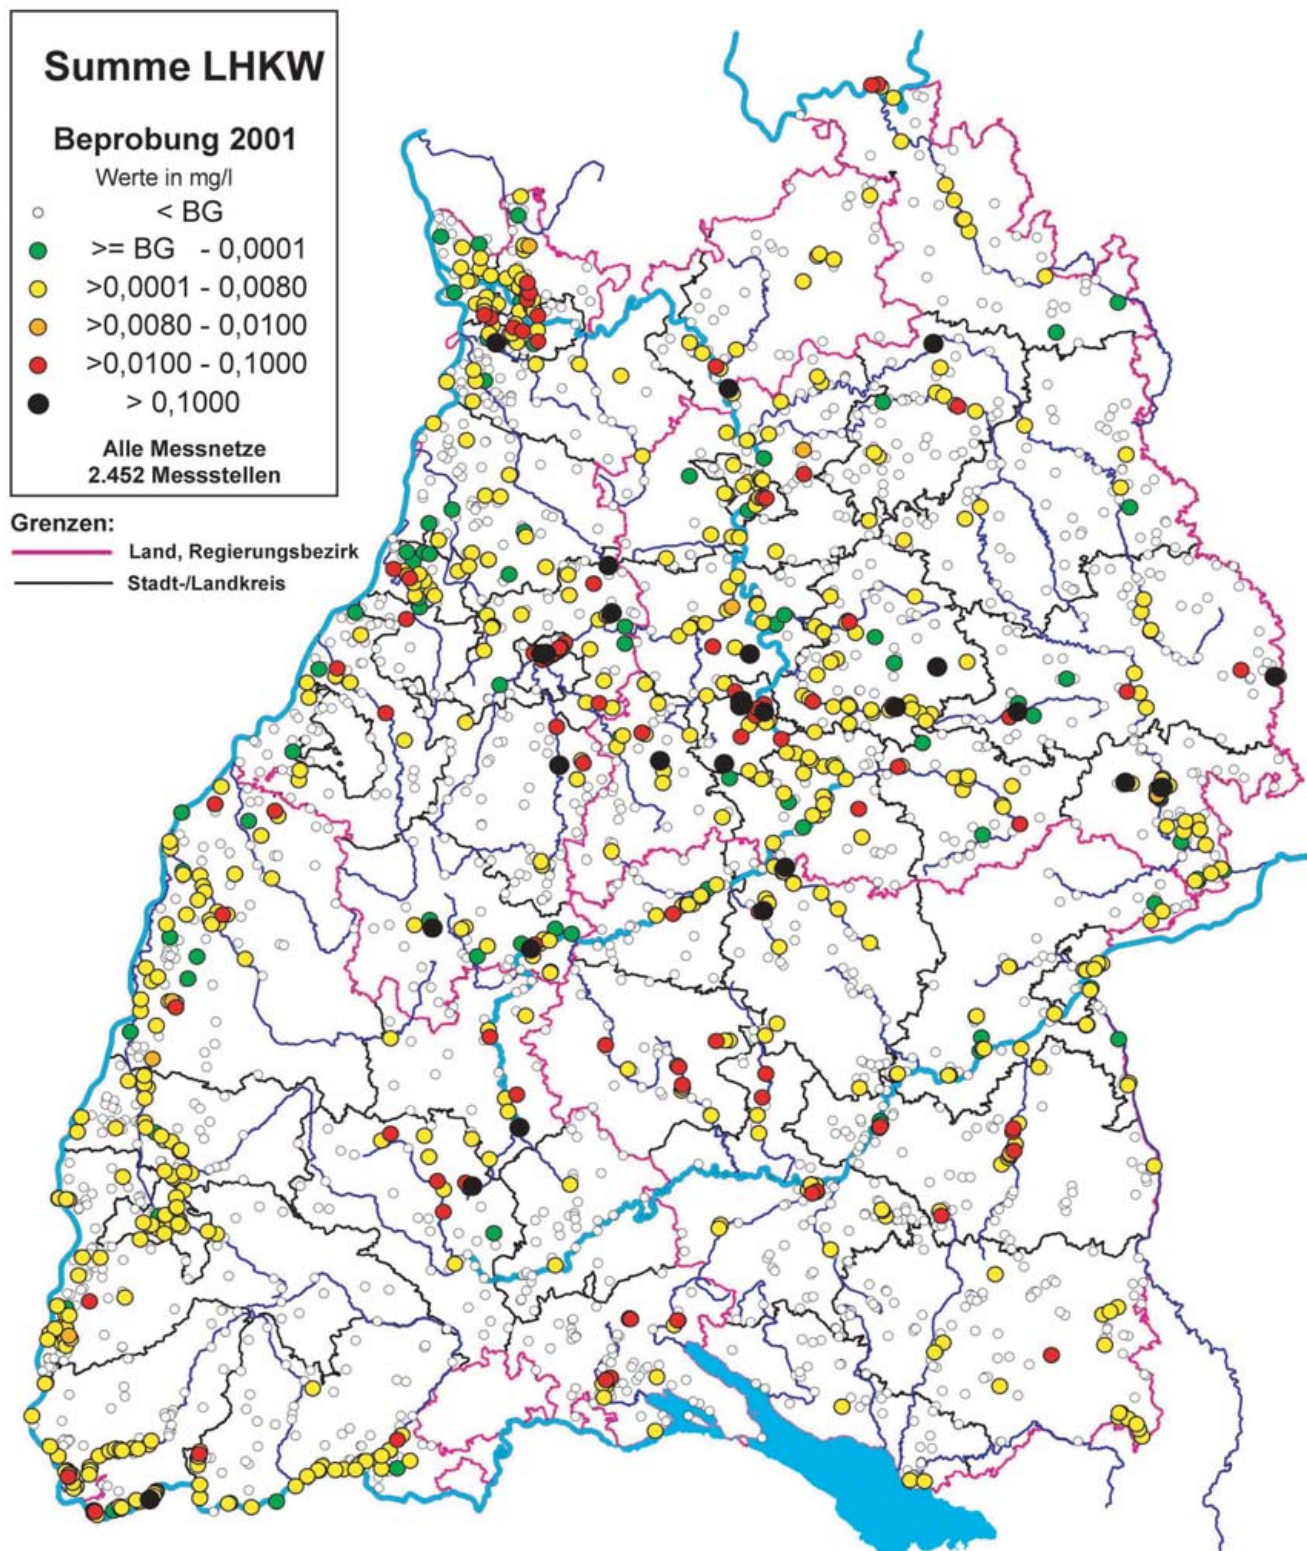 Summe LHKW
Beprobung 2001
Werte in mg/l
< BG
>= BG - 0,0001
>0,0001 - 0,0080
>0,0080 - 0,0100
>0,0100 - 0,1000
> 0,1000
Alle Messnetze
2.452 Messstellen
Grenzen:
Land, Regierungsbezirk
Stadt-/Landkreis